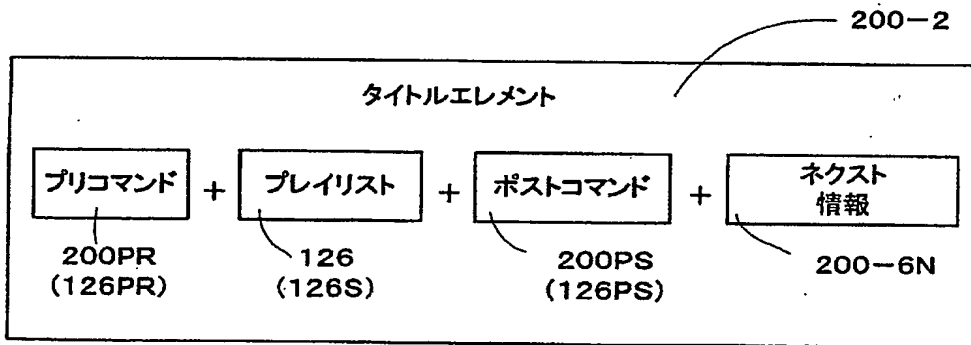 200−2
タイトルエレメント
プリコマンド + プレイリスト + ポストコマンド + ネクスト
情報
200PR 126 200PS 200−6N
(126PR) (126S) (126PS)